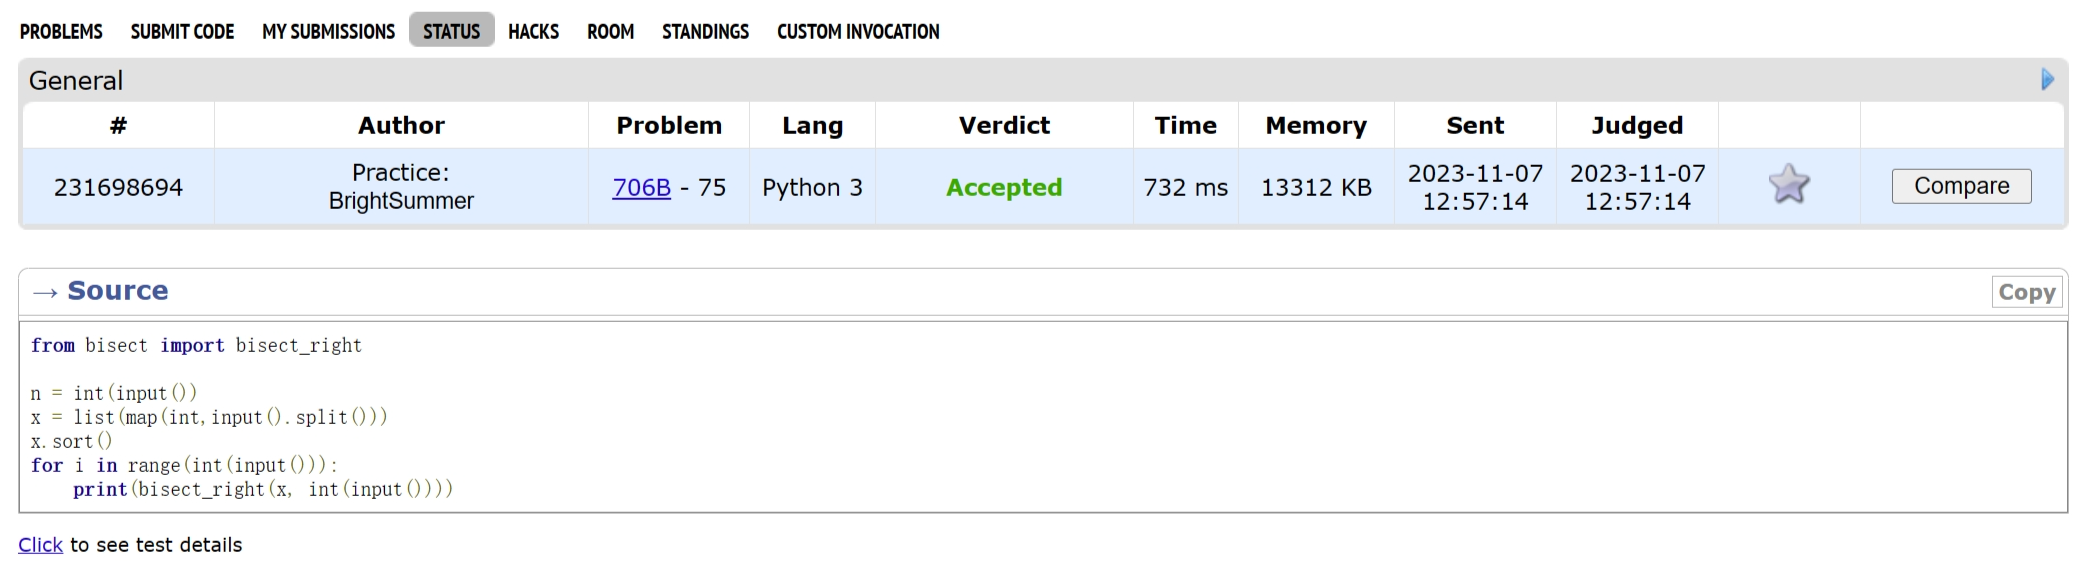 PROBLEMS SUBMIT CODE MY SUBMISSIONS STATUS HACKS ROOM STANDINGS CUSTOM INVOCATION
General
# Author Problem Lang Verdict Time Memory Sent Judged
231698694 Practice: BrightSummer 706B - 75 Python 3 Accepted 732 ms 13312 KB 2023-11-07 12:57:14 2023-11-07 12:57:14 Compare
→ Source Copy
from bisect import bisect_right
n = int(input())
x = list(map(int,input().split()))
x.sort()
for i in range(int(input())):
    print(bisect_right(x, int(input())))
Click to see test details